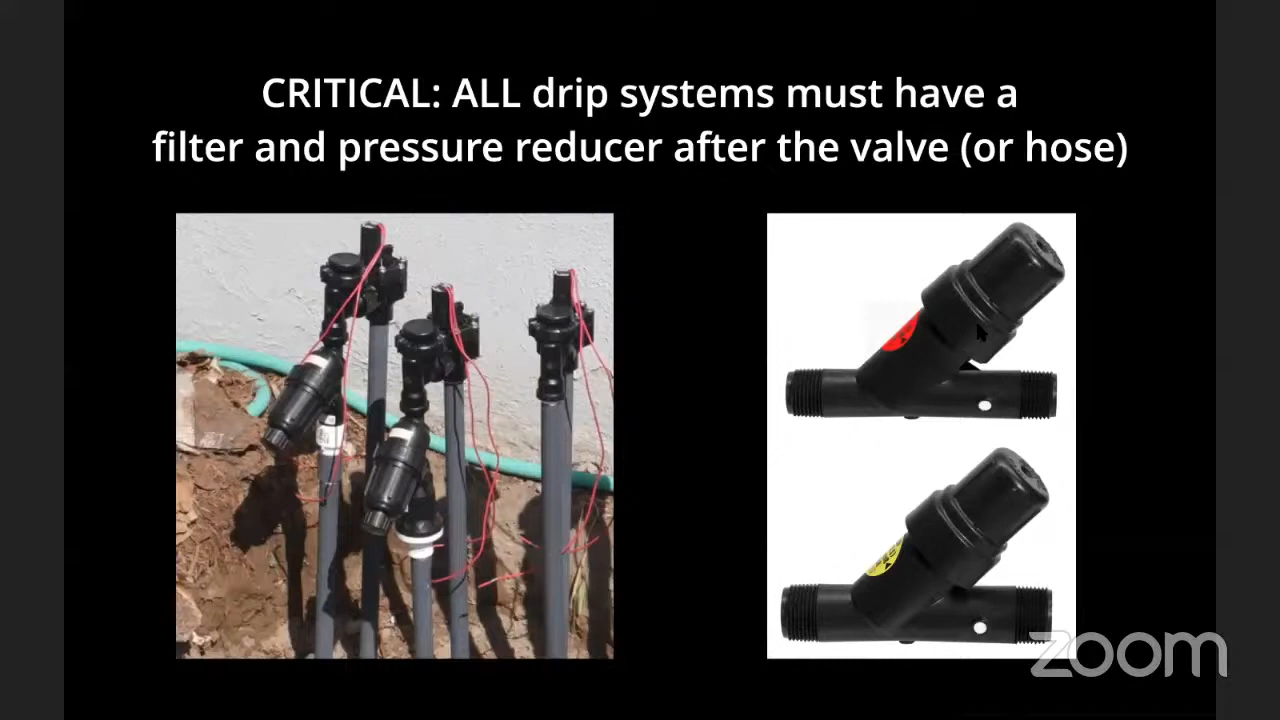 CRITICAL: ALL drip systems must have a
filter and pressure reducer after the valve (or hose)
zoom